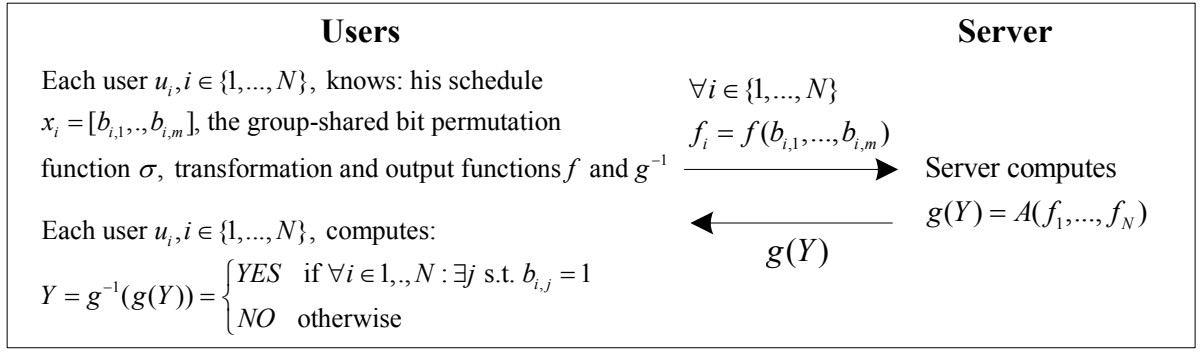 Users
Each user u_i, i ∈ {1,..., N}, knows: his schedule
x_i = [b_{i,1},., b_{i,m}], the group-shared bit permutation
function σ, transformation and output functions f and g^{-1}
Each user u_i, i ∈ {1,..., N}, computes:
Y = g^{-1}(g(Y)) = { YES if ∀i ∈ 1,., N : ∃j s.t. b_{i,j} = 1
NO otherwise
∀i ∈ {1,..., N}
f_i = f(b_{i,1},..., b_{i,m})
g(Y)
Server
Server computes
g(Y) = A(f_1,..., f_N)